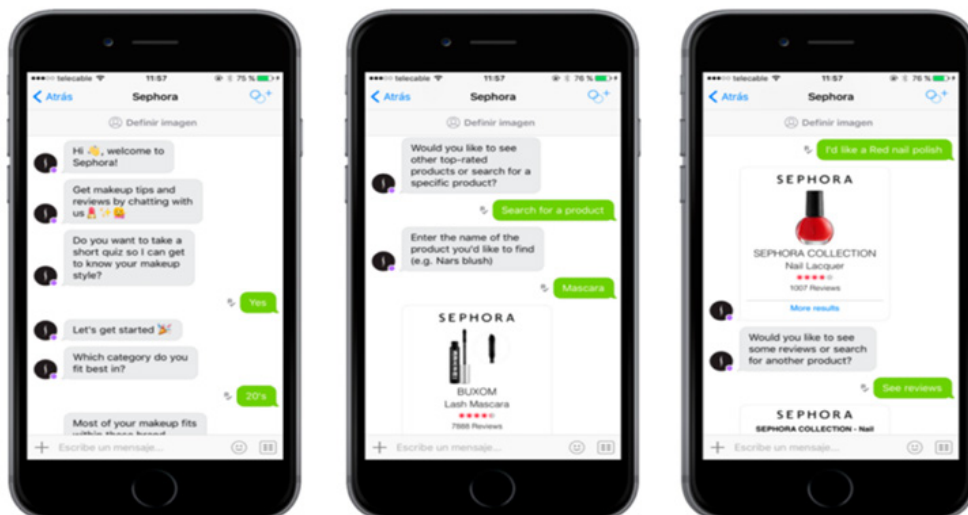 telecable 11:57 75 %
Atrás Sephora
Definir imagen
Hi 👋, welcome to
Sephora!
Get makeup tips and
reviews by chatting with
us💄✨😀
Do you want to take a
short quiz so I can get
to know your makeup
style?
Yes
Let's get started 🎉
Which category do you
fit best in?
20's
Most of your makeup fits
within these brand
Escribe un mensaje...
telecable 11:57 76 %
Atrás Sephora
Definir imagen
Would you like to see
other top-rated
products or search for a
specific product?
Search for a product
Enter the name of the
product you'd like to find
(e.g. Nars blush)
Mascara
SEPHORA
BUXOM
Lash Mascara
7888 Reviews
Escribe un mensaje...
telecable 11:57 76 %
Atrás Sephora
Definir imagen
I'd like a Red nail polish
SEPHORA
SEPHORA COLLECTION
Nail Lacquer
1007 Reviews
More results
Would you like to see
some reviews or search
for another product?
See reviews
SEPHORA
SEPHORA COLLECTION - Nail
Escribe un mensaje...